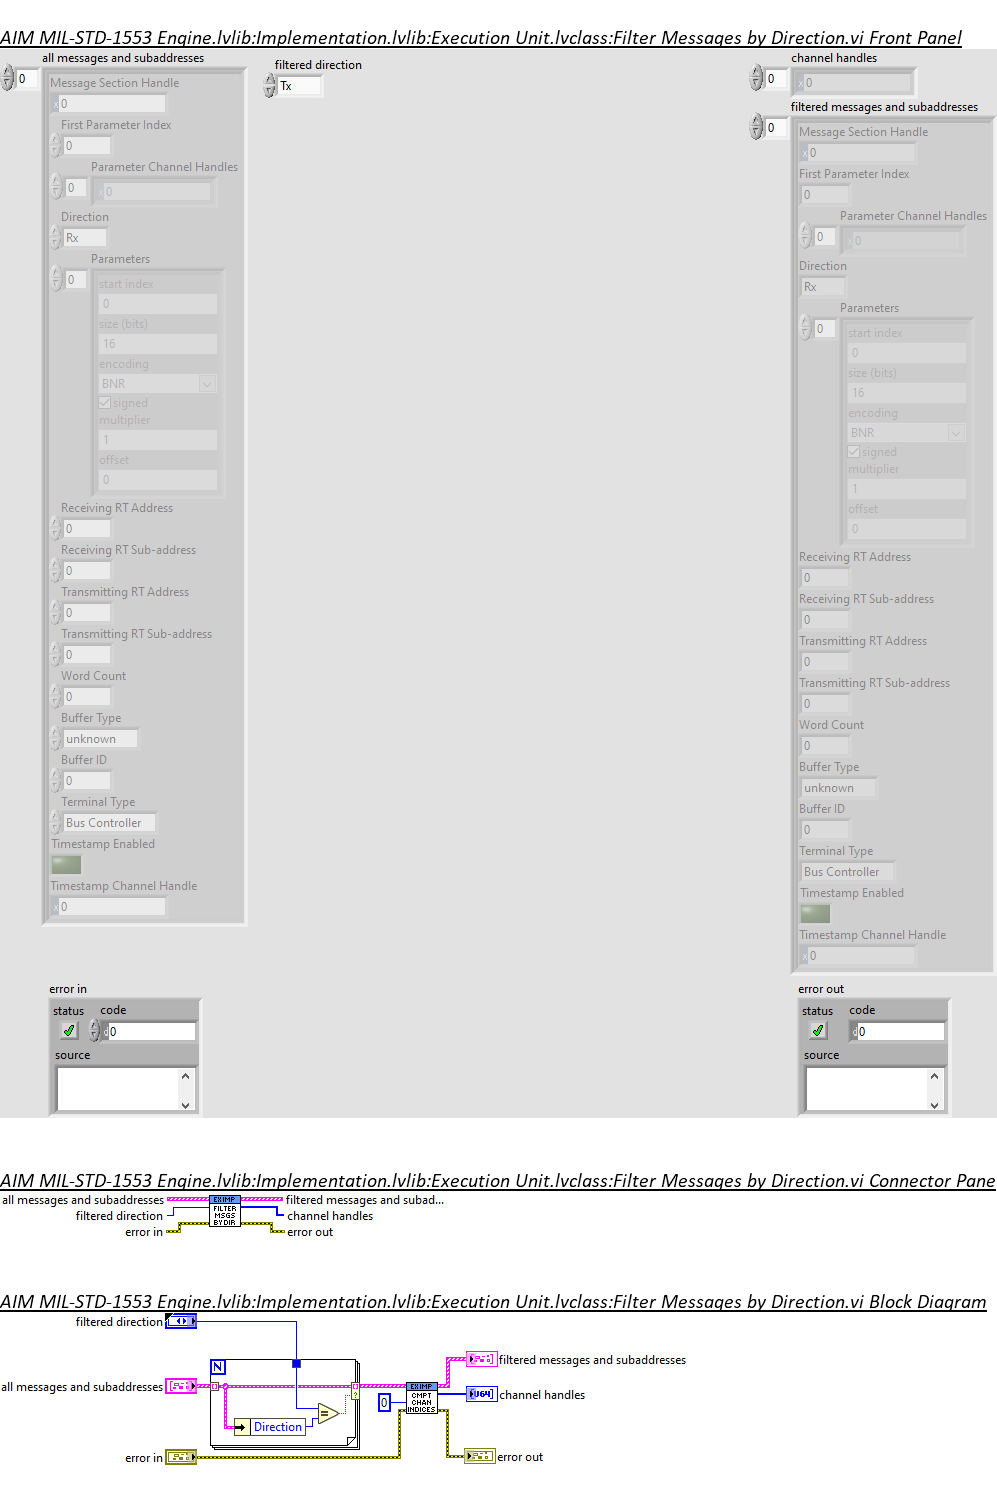 AIM MIL-STD-1553 Engine.lvlib:Implementation.lvlib:Execution Unit.lvclass:Filter Messages by Direction.vi Front Panel
all messages and subaddresses
0
Message Section Handle
x 0
First Parameter Index
0
Parameter Channel Handles
0
x 0
Direction
Rx
Parameters
0
start index
0
size (bits)
16
encoding
BNR
signed
multiplier
1
offset
0
Receiving RT Address
0
Receiving RT Sub-address
0
Transmitting RT Address
0
Transmitting RT Sub-address
0
Word Count
0
Buffer Type
unknown
Buffer ID
0
Terminal Type
Bus Controller
Timestamp Enabled
Timestamp Channel Handle
x 0
filtered direction
Tx
channel handles
0
x 0
filtered messages and subaddresses
0
Message Section Handle
x 0
First Parameter Index
0
Parameter Channel Handles
0
x 0
Direction
Rx
Parameters
0
start index
0
size (bits)
16
encoding
BNR
signed
multiplier
1
offset
0
Receiving RT Address
0
Receiving RT Sub-address
0
Transmitting RT Address
0
Transmitting RT Sub-address
0
Word Count
0
Buffer Type
unknown
Buffer ID
0
Terminal Type
Bus Controller
Timestamp Enabled
Timestamp Channel Handle
x 0
error in
status code
d 0
source
error out
status code
d 0
source
AIM MIL-STD-1553 Engine.lvlib:Implementation.lvlib:Execution Unit.lvclass:Filter Messages by Direction.vi Connector Pane
all messages and subaddresses
filtered direction
error in
EXIMP
FILTER
MSGS
BYDIR
filtered messages and subad...
channel handles
error out
AIM MIL-STD-1553 Engine.lvlib:Implementation.lvlib:Execution Unit.lvclass:Filter Messages by Direction.vi Block Diagram
filtered direction
all messages and subaddresses
error in
N
Direction
=
?
0
EXIMP
CMPT
CHAN
INDICES
filtered messages and subaddresses
U64
channel handles
error out